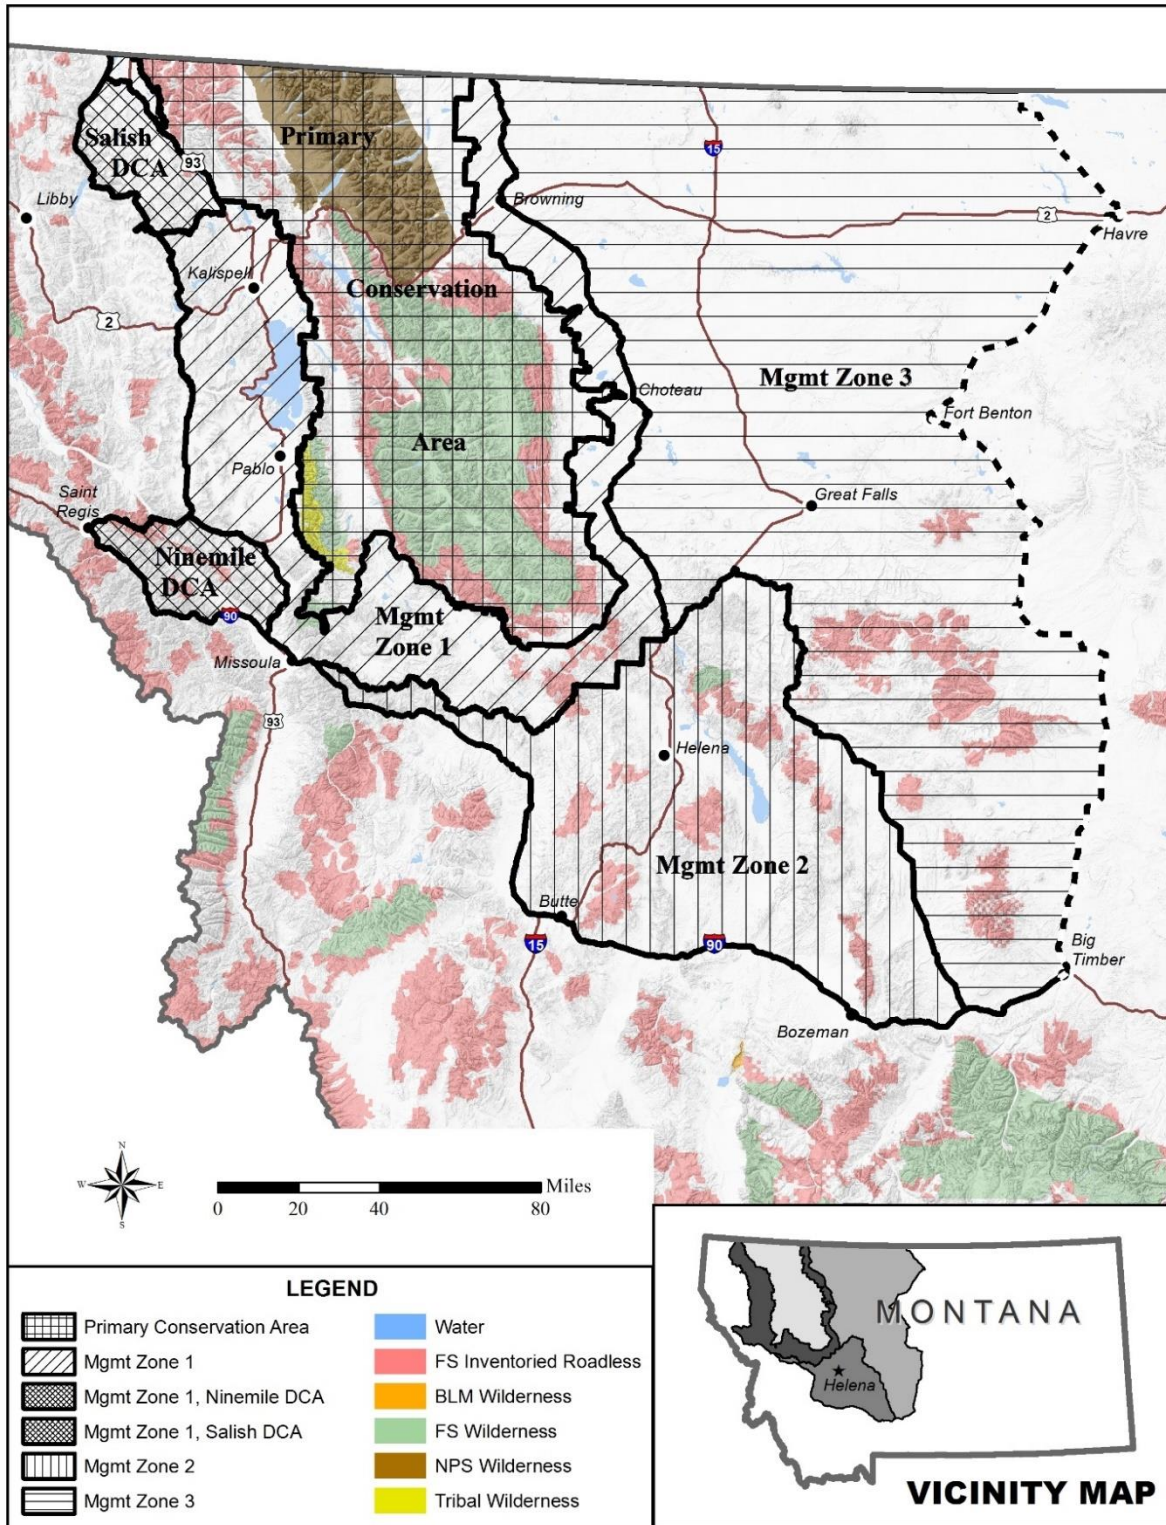 Primary
Salish
DCA
93
15
Libby
Browning
2
Havre
Kalispell
Conservation
2
Mgmt Zone 3
Choteau
Fort Benton
Area
Pablo
Saint
Regis
Great Falls
Ninemile
DCA
90
Mgmt
Zone 1
Missoula
93
Helena
Mgmt Zone 2
Butte
15
90
Big
Timber
Bozeman
N
W
E
S
Miles
0
20
40
80
LEGEND
Primary Conservation Area
Mgmt Zone 1
Mgmt Zone 1, Ninemile DCA
Mgmt Zone 1, Salish DCA
Mgmt Zone 2
Mgmt Zone 3
Water
FS Inventoried Roadless
BLM Wilderness
FS Wilderness
NPS Wilderness
Tribal Wilderness
MONTANA
Helena
VICINITY MAP